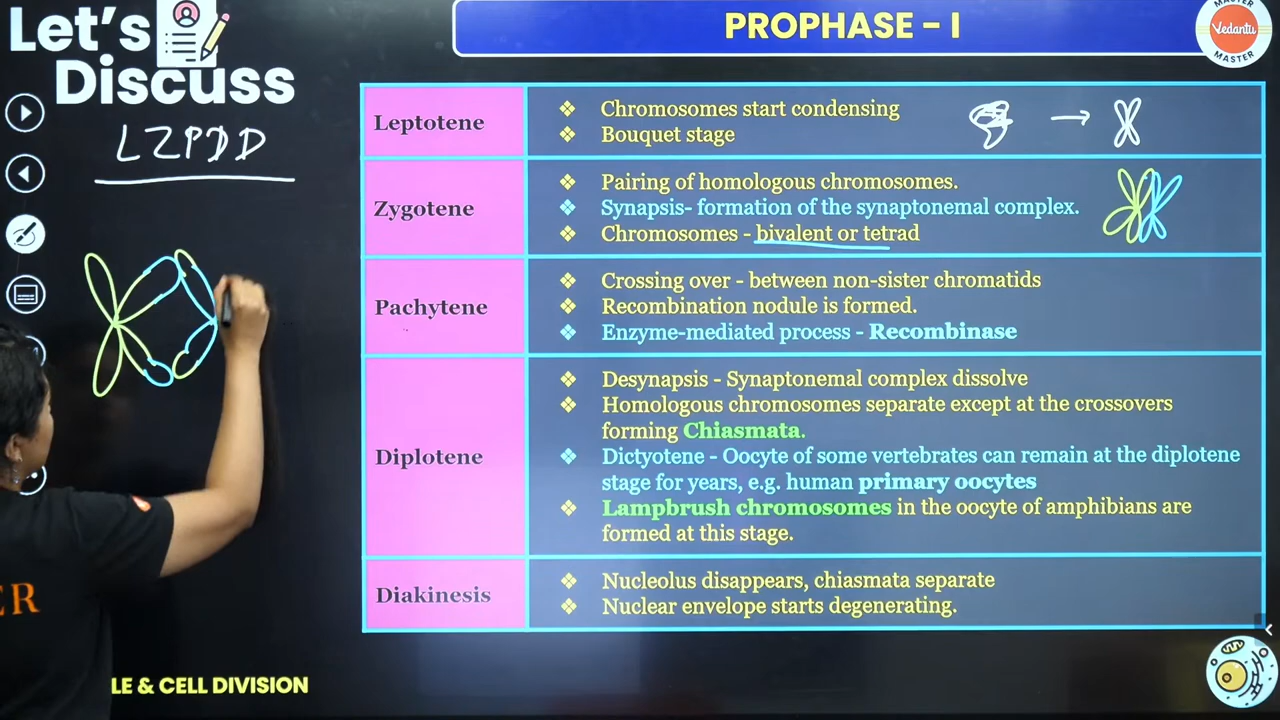 Let's
Discuss
LZPDD
PROPHASE - I
MASTER
Vedantu
MASTER
Leptotene
❖ Chromosomes start condensing
❖ Bouquet stage
Zygotene
❖ Pairing of homologous chromosomes.
❖ Synapsis- formation of the synaptonemal complex.
❖ Chromosomes - bivalent or tetrad
Pachytene
❖ Crossing over - between non-sister chromatids
❖ Recombination nodule is formed.
❖ Enzyme-mediated process - Recombinase
Diplotene
❖ Desynapsis - Synaptonemal complex dissolve
❖ Homologous chromosomes separate except at the crossovers
forming Chiasmata.
❖ Dictyotene - Oocyte of some vertebrates can remain at the diplotene
stage for years, e.g. human primary oocytes
❖ Lampbrush chromosomes in the oocyte of amphibians are
formed at this stage.
Diakinesis
❖ Nucleolus disappears, chiasmata separate
❖ Nuclear envelope starts degenerating.
ER
LE & CELL DIVISION